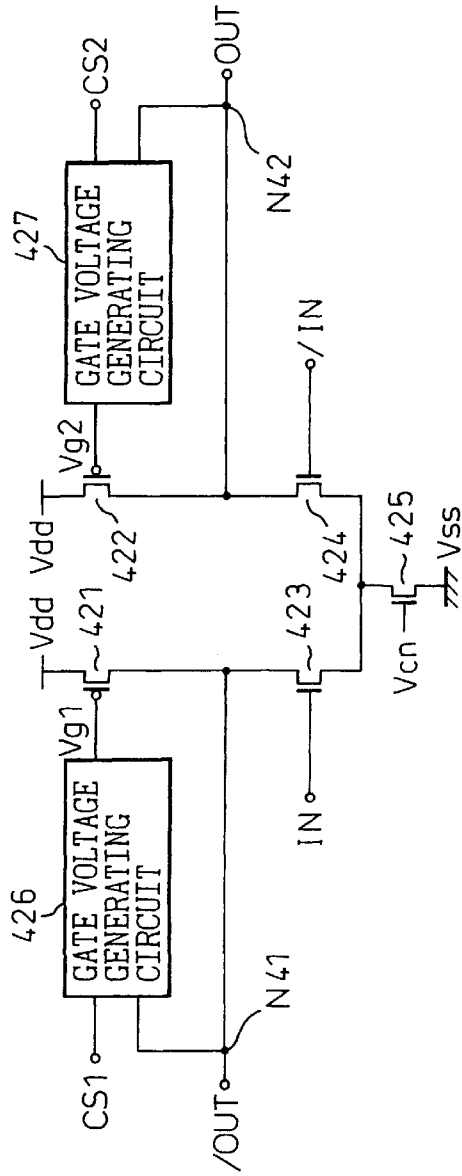 426
GATE VOLTAGE
GENERATING
CIRCUIT
CS1
Vg1
Vdd
421
Vdd
422
Vg2
427
GATE VOLTAGE
GENERATING
CIRCUIT
CS2
/OUT
N41
N42
OUT
IN
423
424
/IN
Vcn
425
Vss